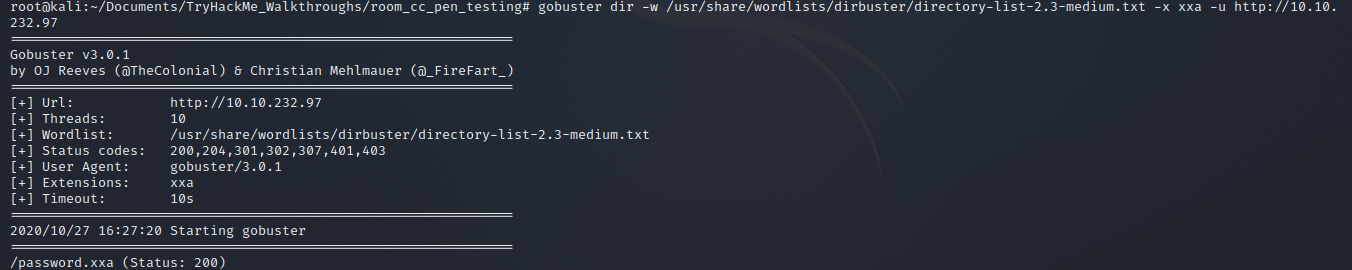 root@kali:~/Documents/TryHackMe_Walkthroughs/room_cc_pen_testing# gobuster dir -w /usr/share/wordlists/dirbuster/directory-list-2.3-medium.txt -x xxa -u http://10.10.
232.97
===============================================================
Gobuster v3.0.1
by OJ Reeves (@TheColonial) & Christian Mehlmauer (@_FireFart_)
===============================================================
[+] Url:            http://10.10.232.97
[+] Threads:        10
[+] Wordlist:       /usr/share/wordlists/dirbuster/directory-list-2.3-medium.txt
[+] Status codes:   200,204,301,302,307,401,403
[+] User Agent:     gobuster/3.0.1
[+] Extensions:     xxa
[+] Timeout:        10s
===============================================================
2020/10/27 16:27:20 Starting gobuster
===============================================================
/password.xxa (Status: 200)